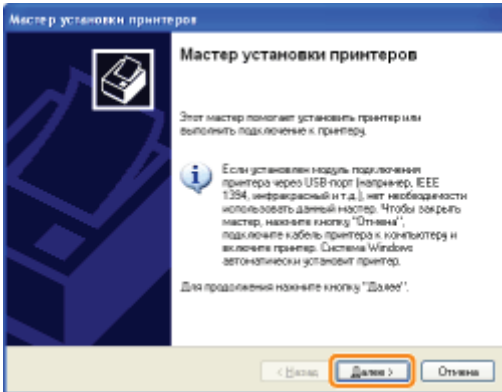 Мастер установки принтеров
Мастер установки принтеров
Этот мастер помогает установить принтер или
выполнить подключение к принтеру.
Если установлен модуль подключения
принтера через USB-порт (например, IEEE
1394, инфракрасный и т.д.), нет необходимости
использовать данный мастер. Чтобы закрыть
мастер, нажмите кнопку "Отмена",
подключите кабель принтера к компьютеру и
включите принтер. Система Windows
автоматически установит принтер.
Для продолжения нажмите кнопку "Далее".
< Назад
Далее >
Отмена